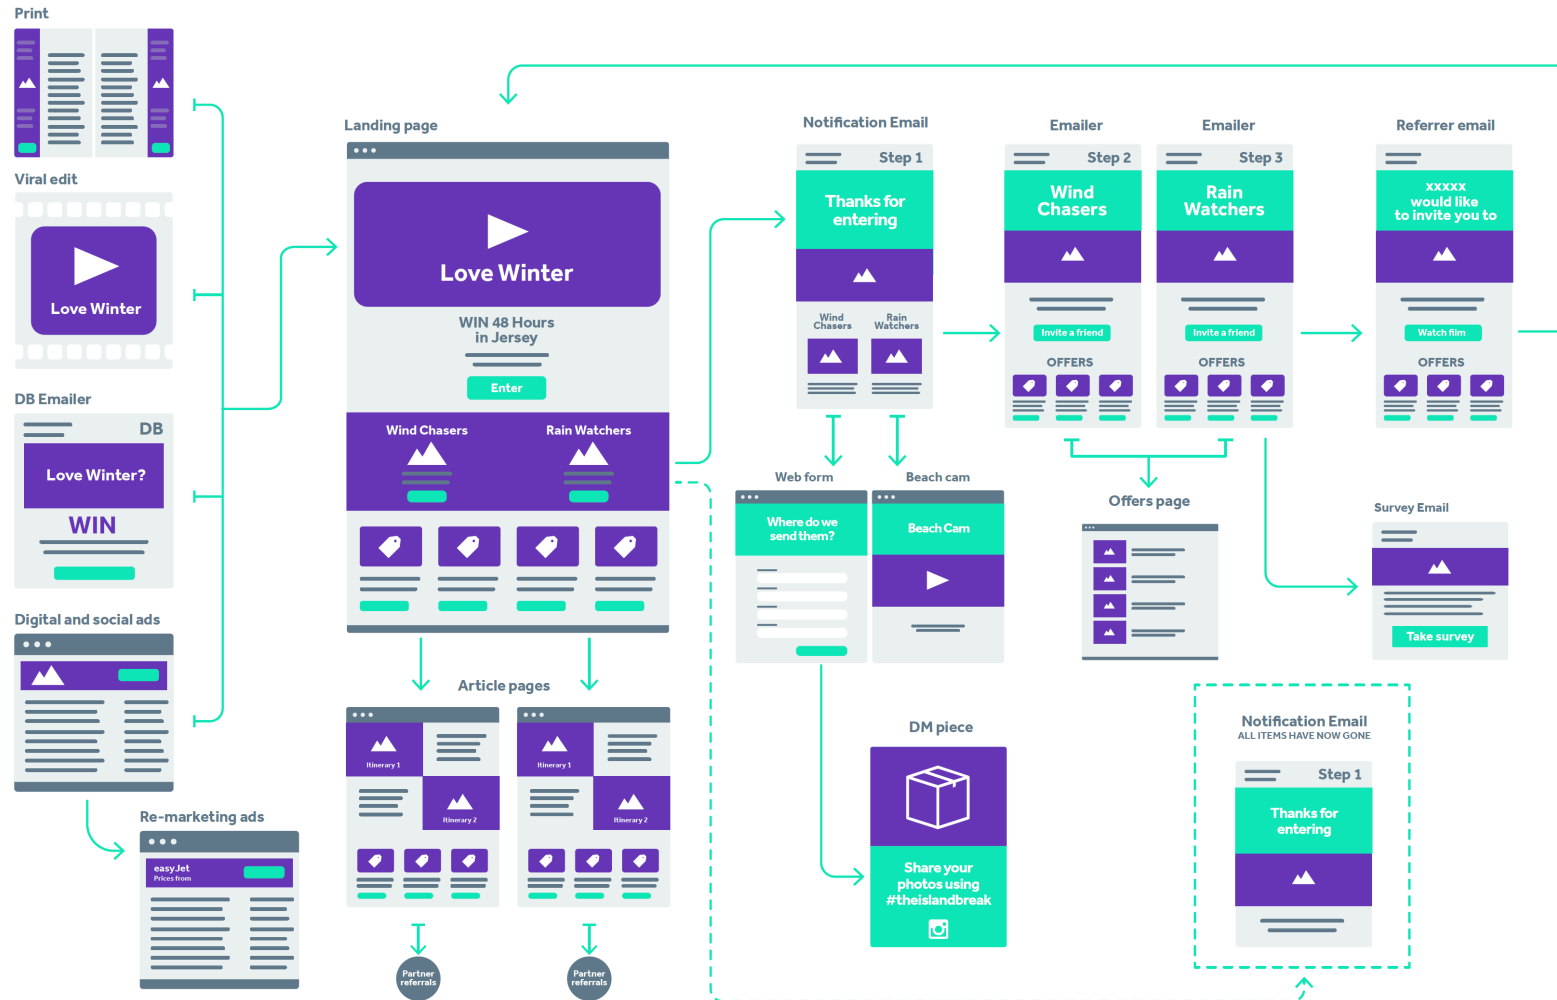 Print
Viral edit
Love Winter
DB Emailer
DB
Love Winter?
WIN
Digital and social ads
Re-marketing ads
easyJet
Prices from
Landing page
Love Winter
WIN 48 Hours
in Jersey
Enter
Wind Chasers
Rain Watchers
Article pages
Itinerary 1
Itinerary 2
Itinerary 1
Itinerary 2
Partner
referrals
Partner
referrals
Notification Email
Step 1
Thanks for
entering
Wind
Chasers
Rain
Watchers
Web form
Where do we
send them?
Beach cam
Beach Cam
DM piece
Share your
photos using
#theislandbreak
Emailer
Step 2
Wind
Chasers
Invite a friend
OFFERS
Emailer
Step 3
Rain
Watchers
Invite a friend
OFFERS
Offers page
Referrer email
xxxxx
would like
to invite you to
Watch film
OFFERS
Survey Email
Take survey
Notification Email
ALL ITEMS HAVE NOW GONE
Step 1
Thanks for
entering